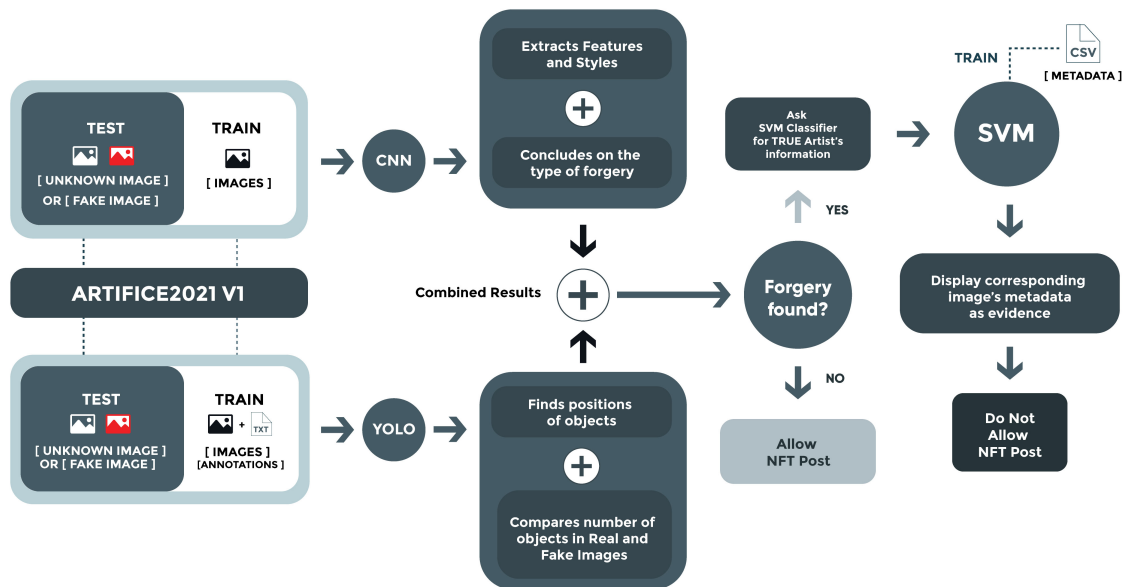 TEST
[ UNKNOWN IMAGE ]
OR [ FAKE IMAGE ]
TRAIN
[ IMAGES ]
CNN
Extracts Features
and Styles
+
Concludes on the
type of forgery
ARTIFICE2021 V1
TEST
[ UNKNOWN IMAGE ]
OR [ FAKE IMAGE ]
TRAIN
+ TXT
[ IMAGES ]
[ANNOTATIONS ]
YOLO
Finds positions
of objects
+
Compares number of
objects in Real and
Fake Images
Combined Results
+
Forgery
found?
YES
Ask
SVM Classifier
for TRUE Artist's
information
NO
Allow
NFT Post
TRAIN
CSV
[ METADATA ]
SVM
Display corresponding
image's metadata
as evidence
Do Not
Allow
NFT Post